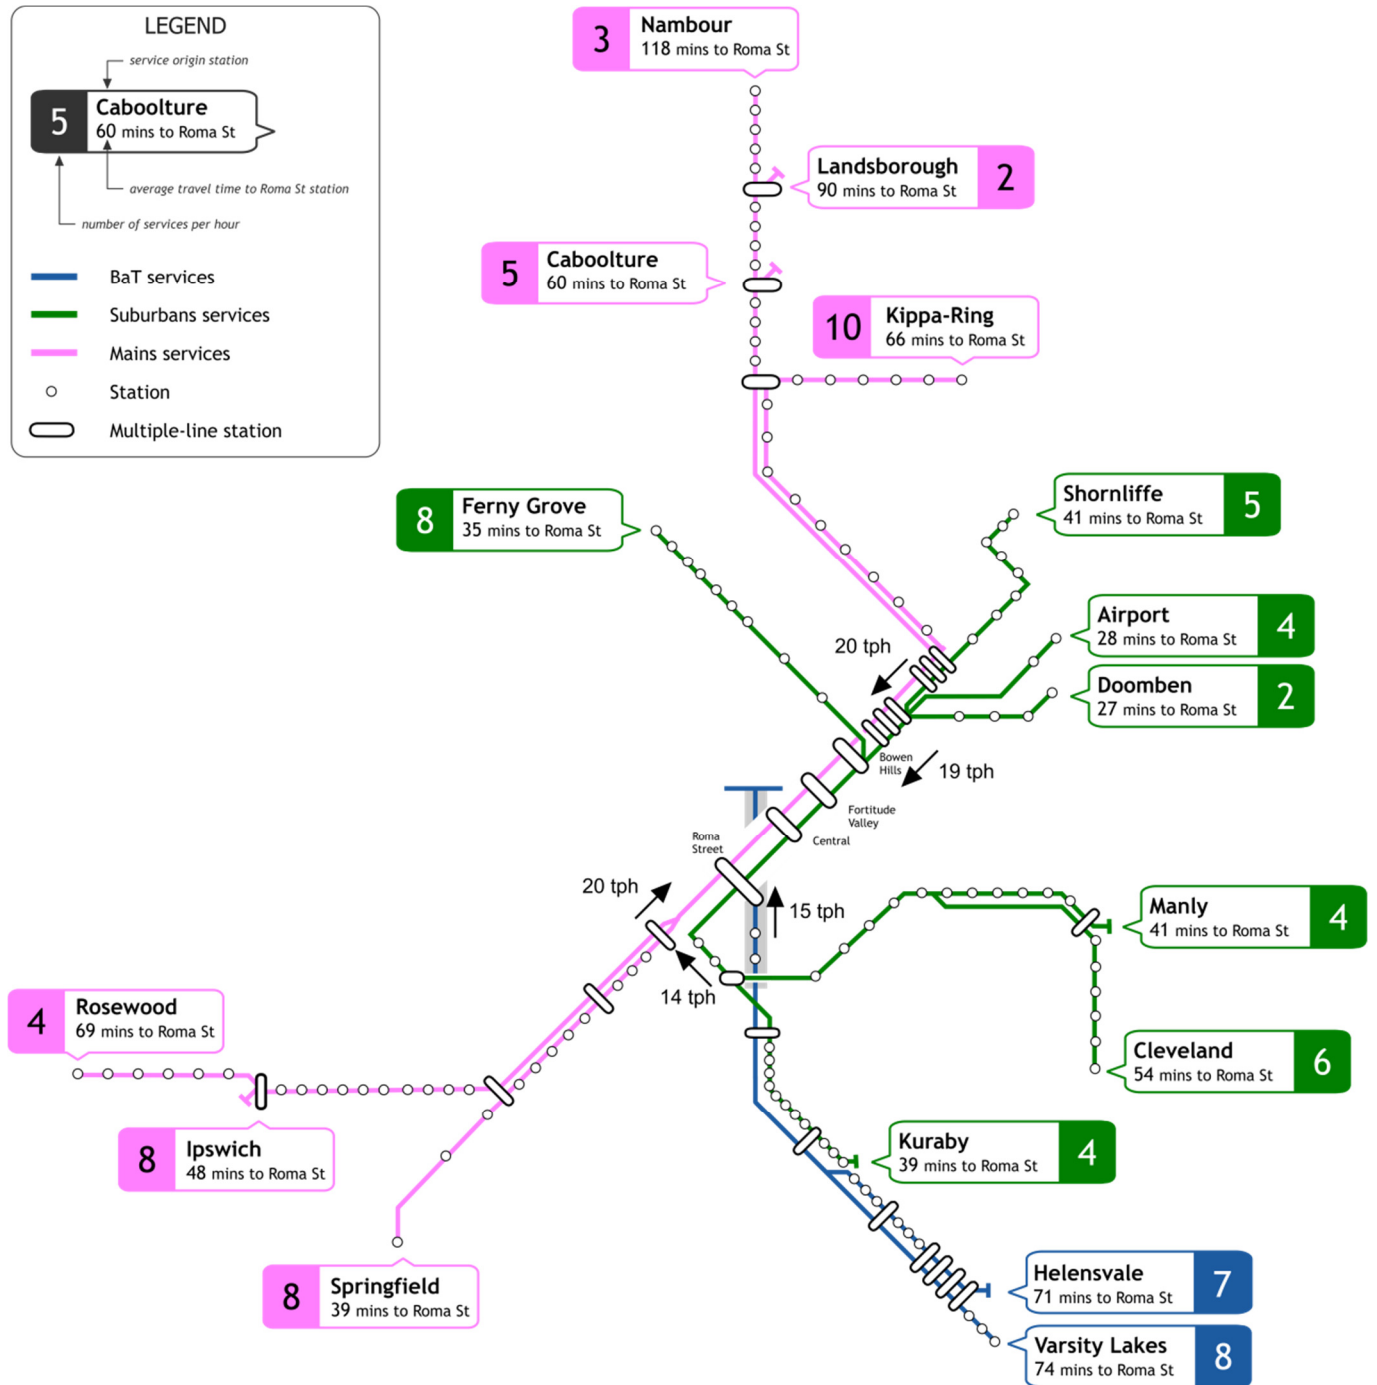 LEGEND
service origin station
5
Caboolture
60 mins to Roma St
average travel time to Roma St station
number of services per hour
BaT services
Suburbans services
Mains services
Station
Multiple-line station
3
Nambour
118 mins to Roma St
Landsborough
90 mins to Roma St
2
5
Caboolture
60 mins to Roma St
10
Kippa-Ring
66 mins to Roma St
8
Ferny Grove
35 mins to Roma St
Shornliffe
41 mins to Roma St
5
Airport
28 mins to Roma St
4
Doomben
27 mins to Roma St
2
20 tph
Bowen
Hills
19 tph
Fortitude
Valley
Central
Roma
Street
20 tph
15 tph
14 tph
Manly
41 mins to Roma St
4
Cleveland
54 mins to Roma St
6
4
Rosewood
69 mins to Roma St
8
Ipswich
48 mins to Roma St
Kuraby
39 mins to Roma St
4
8
Springfield
39 mins to Roma St
Helensvale
71 mins to Roma St
7
Varsity Lakes
74 mins to Roma St
8